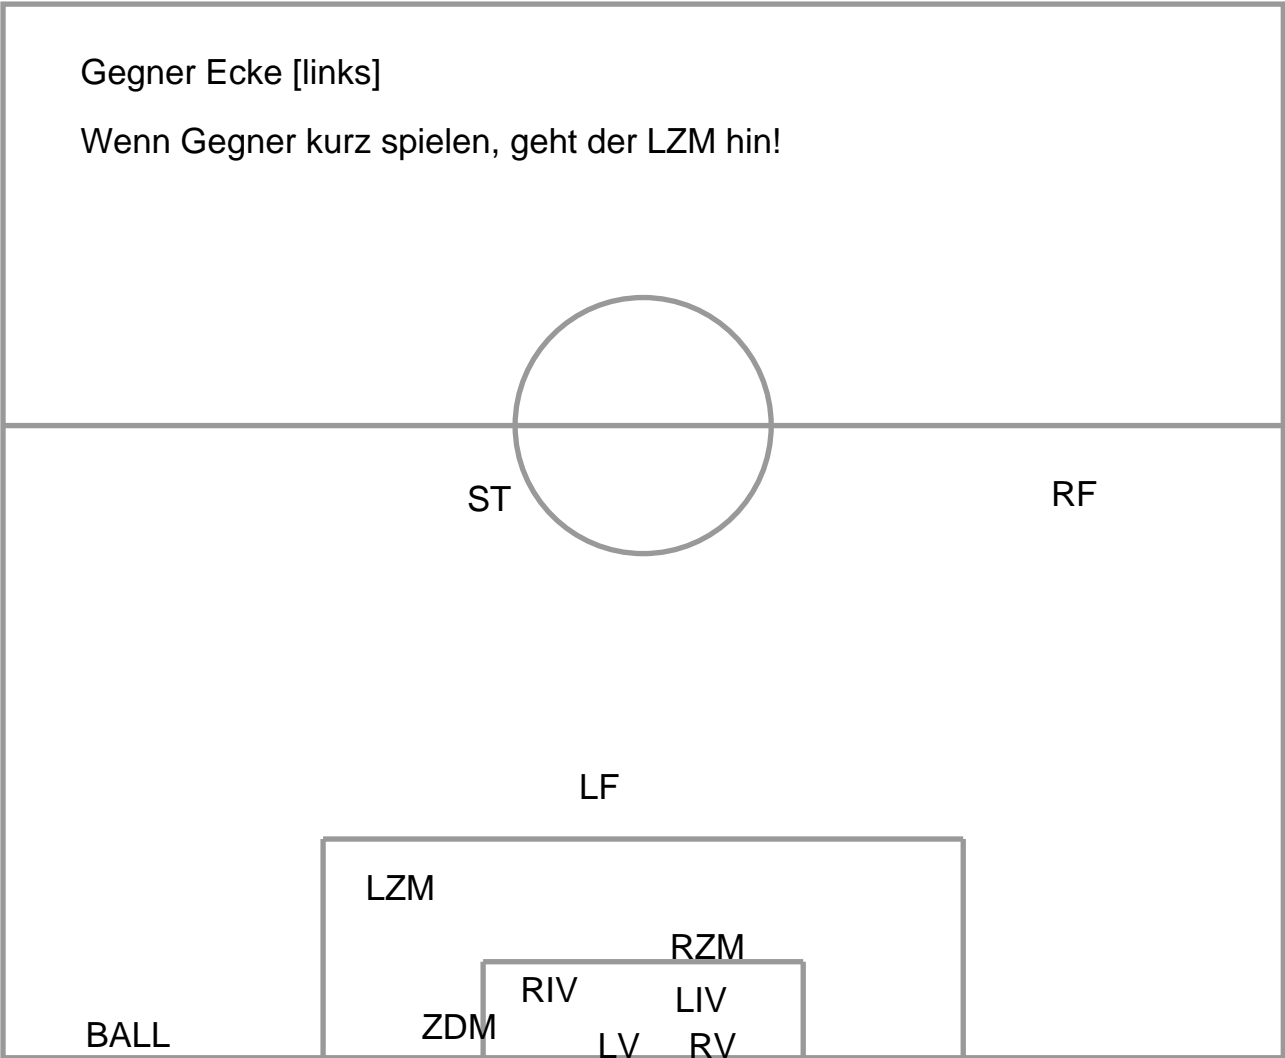 Gegner Ecke [links]
Wenn Gegner kurz spielen, geht der LZM hin!
ST
RF
LF
LZM
RZM
RIV
LIV
ZDM
BALL
LV
RV